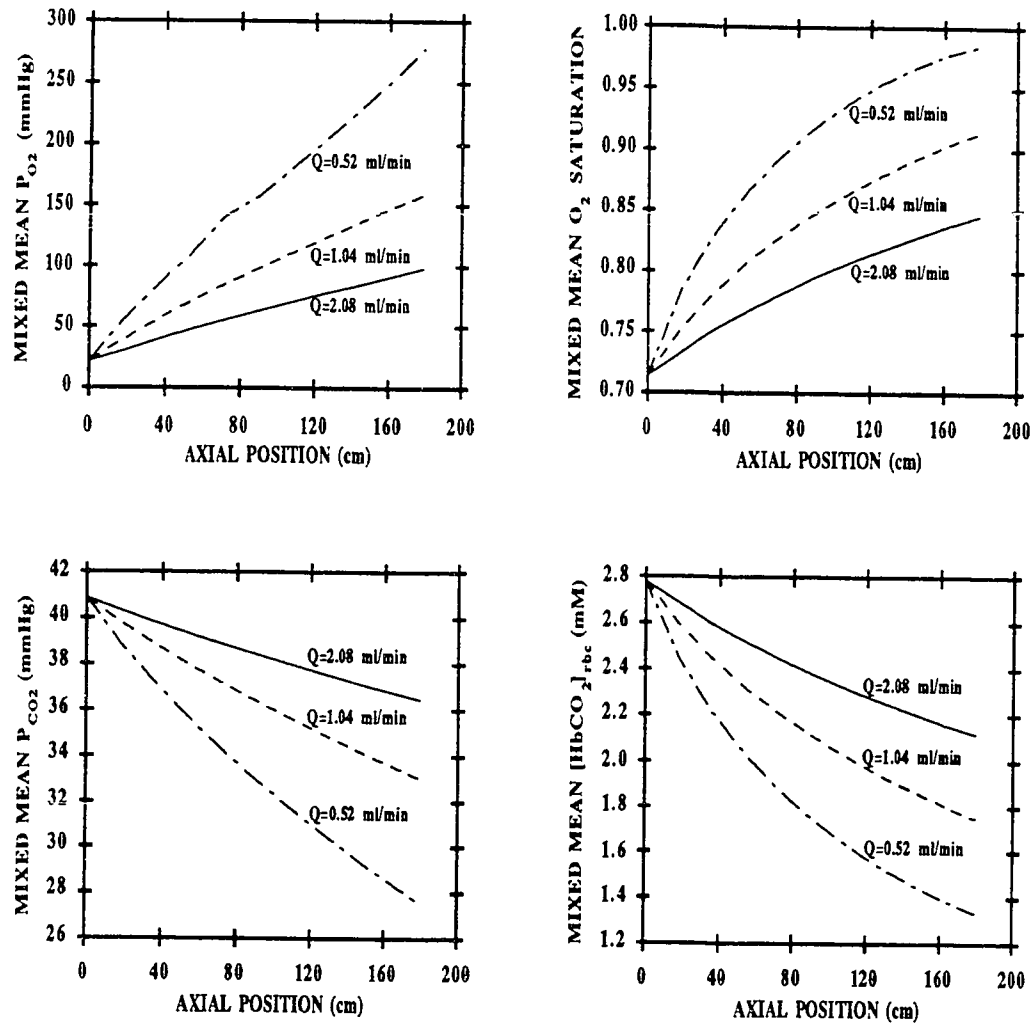 MIXED MEAN P_O2 (mmHg)
300
250
200
150
100
50
0
Q=0.52 ml/min
Q=1.04 ml/min
Q=2.08 ml/min
0 40 80 120 160 200
AXIAL POSITION (cm)
MIXED MEAN O2 SATURATION
1.00
0.95
0.90
0.85
0.80
0.75
0.70
Q=0.52 ml/min
Q=1.04 ml/min
Q=2.08 ml/min
0 40 80 120 160 200
AXIAL POSITION (cm)
MIXED MEAN P_CO2 (mmHg)
42
40
38
36
34
32
30
28
26
Q=2.08 ml/min
Q=1.04 ml/min
Q=0.52 ml/min
0 40 80 120 160 200
AXIAL POSITION (cm)
MIXED MEAN [HbCO2]rbc (mM)
2.8
2.6
2.4
2.2
2.0
1.8
1.6
1.4
1.2
Q=2.08 ml/min
Q=1.04 ml/min
Q=0.52 ml/min
0 40 80 120 160 200
AXIAL POSITION (cm)